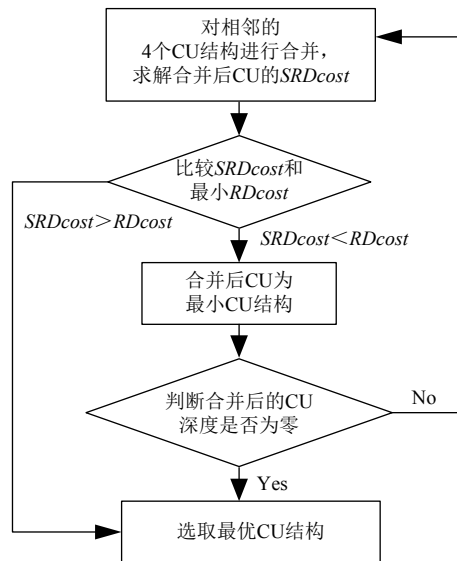 对相邻的
4个CU结构进行合并，
求解合并后CU的SRDcost
比较SRDcost和
最小RDcost
SRDcost＞RDcost
SRDcost＜RDcost
合并后CU为
最小CU结构
判断合并后的CU
深度是否为零
No
Yes
选取最优CU结构